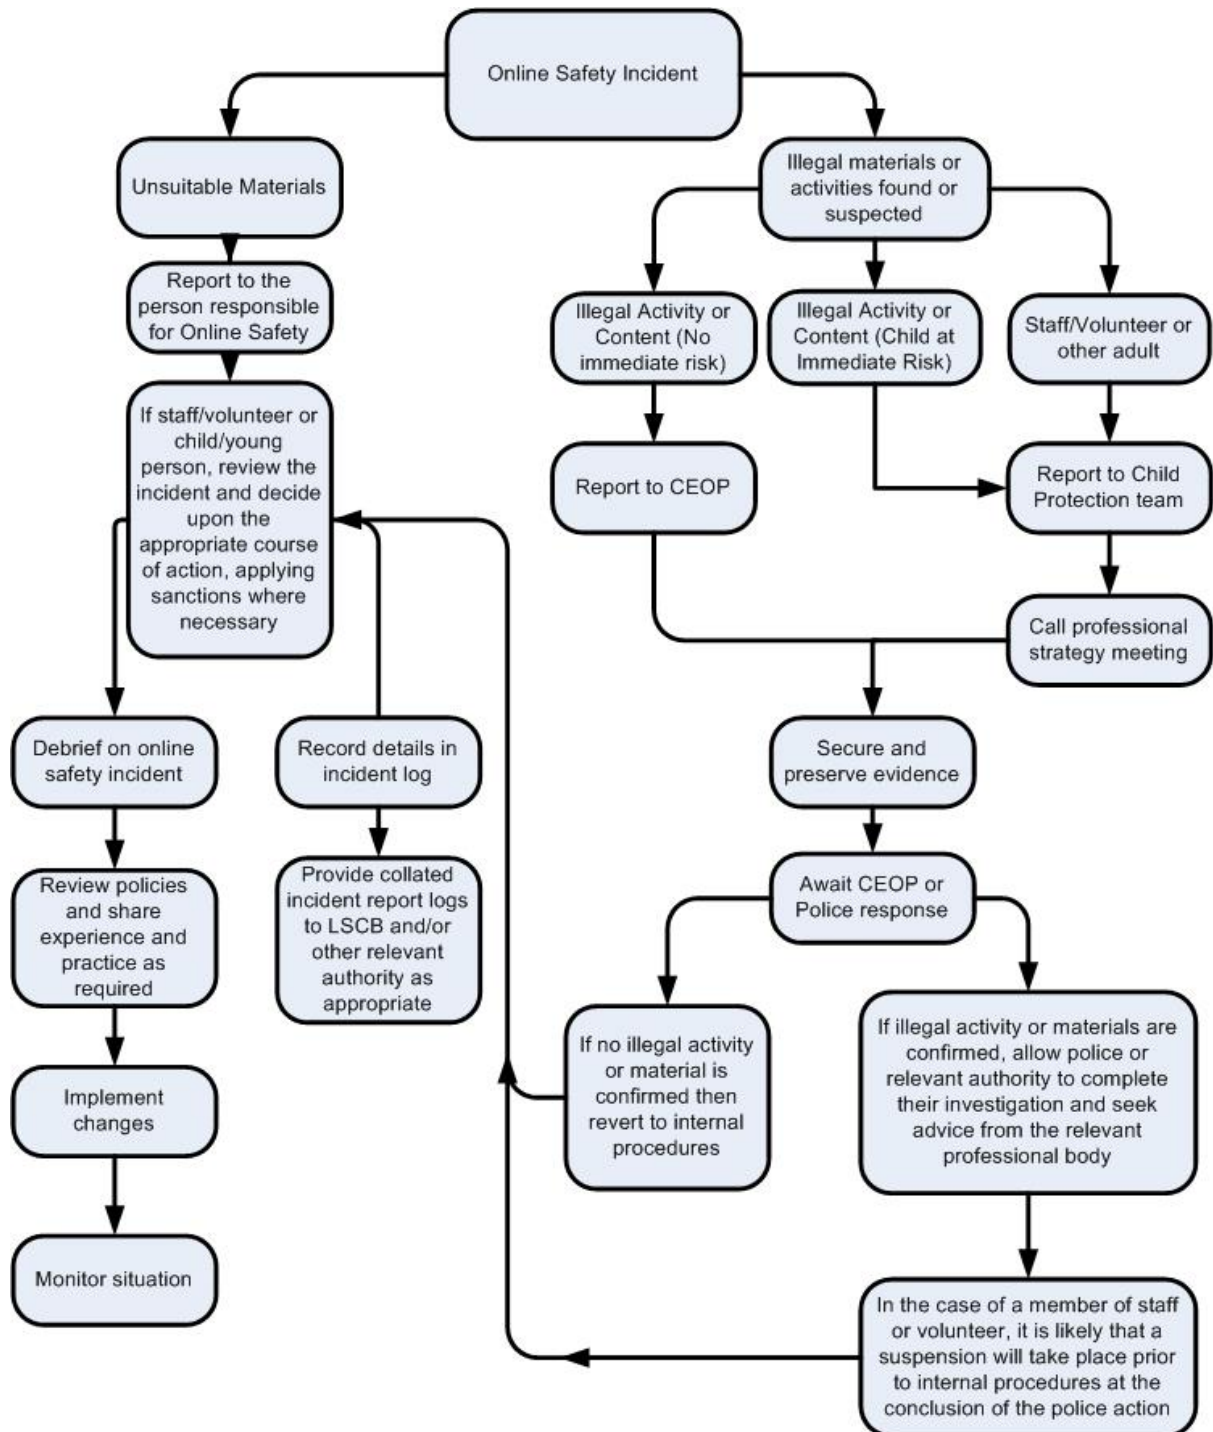 Online Safety Incident
Unsuitable Materials
Illegal materials or
activities found or
suspected
Report to the
person responsible
for Online Safety
Illegal Activity or
Content (No
immediate risk)
Illegal Activity or
Content (Child at
Immediate Risk)
Staff/Volunteer or
other adult
If staff/volunteer or
child/young
person, review the
incident and decide
upon the
appropriate course
of action, applying
sanctions where
necessary
Report to CEOP
Report to Child
Protection team
Call professional
strategy meeting
Debrief on online
safety incident
Record details in
incident log
Secure and
preserve evidence
Review policies
and share
experience and
practice as
required
Provide collated
incident report logs
to LSCB and/or
other relevant
authority as
appropriate
Await CEOP or
Police response
If no illegal activity
or material is
confirmed then
revert to internal
procedures
If illegal activity or materials are
confirmed, allow police or
relevant authority to complete
their investigation and seek
advice from the relevant
professional body
Implement
changes
Monitor situation
In the case of a member of staff
or volunteer, it is likely that a
suspension will take place prior
to internal procedures at the
conclusion of the police action